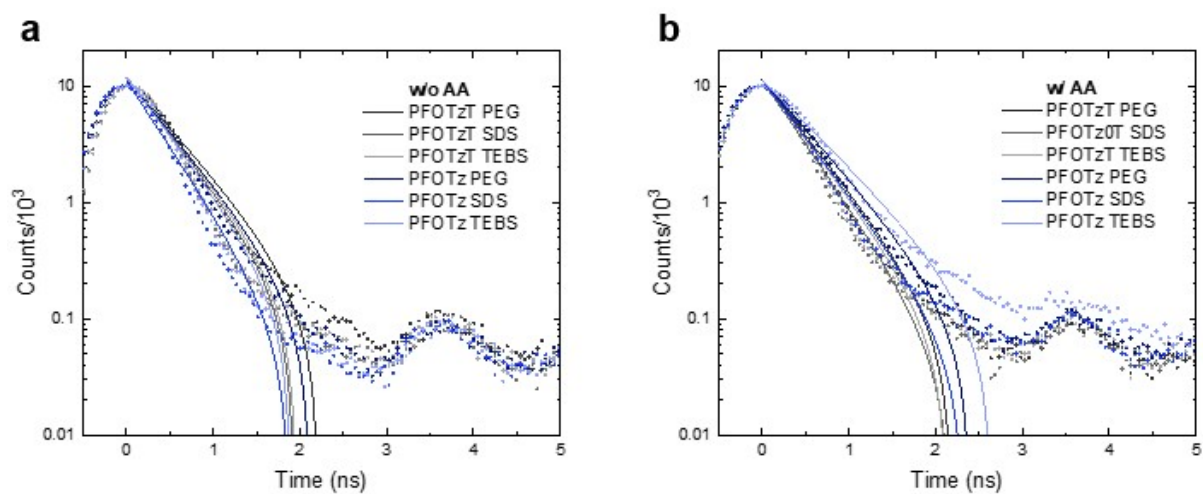 a
w/o AA
PFOTzT PEG
PFOTzT SDS
PFOTzT TEBS
PFOTz PEG
PFOTz SDS
PFOTz TEBS
10
1
0.1
0.01
Counts/10³
0
1
2
3
4
5
Time (ns)
b
w/ AA
PFOTzT PEG
PFOTz0T SDS
PFOTzT TEBS
PFOTz PEG
PFOTz SDS
PFOTz TEBS
10
1
0.1
0.01
Counts/10³
0
1
2
3
4
5
Time (ns)